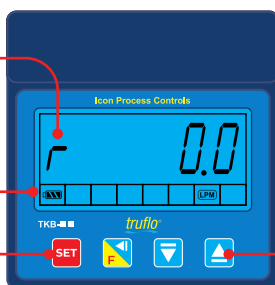 Icon Process Controls
r 0.0
LPM
TKB-■■ truflo®
SET F